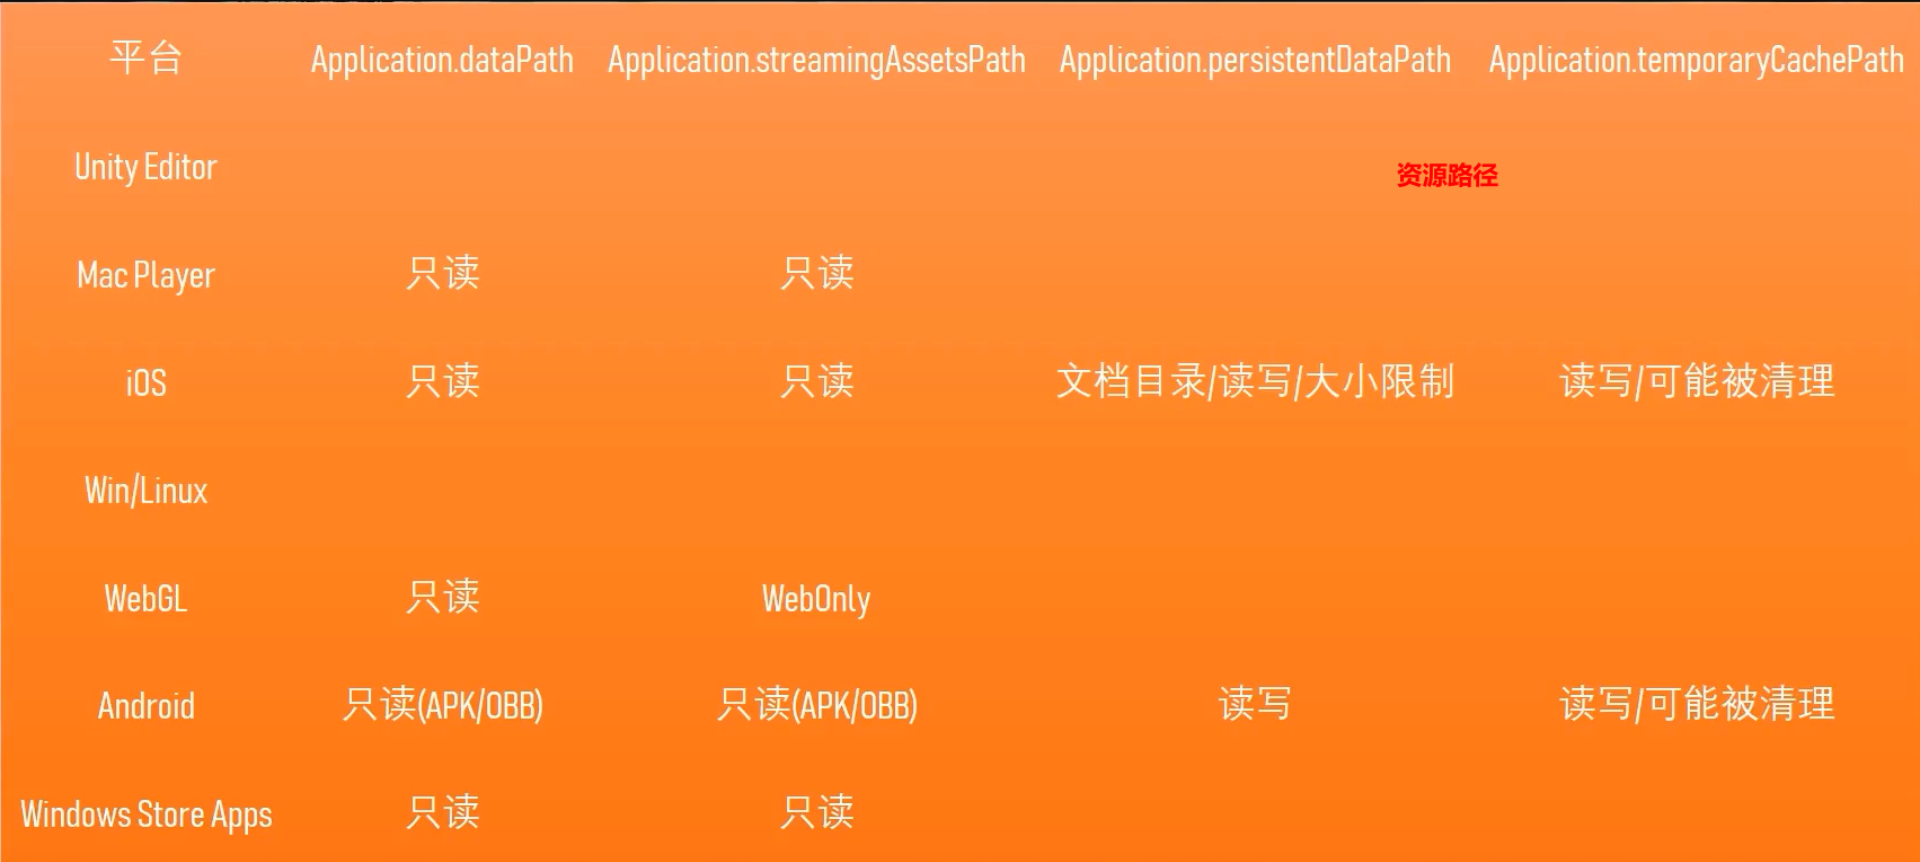 平台 Application.dataPath Application.streamingAssetsPath Application.persistentDataPath Application.temporaryCachePath
Unity Editor 资源路径
Mac Player 只读 只读
iOS 只读 只读 文档目录/读写/大小限制 读写/可能被清理
Win/Linux
WebGL 只读 WebOnly
Android 只读(APK/OBB) 只读(APK/OBB) 读写 读写/可能被清理
Windows Store Apps 只读 只读